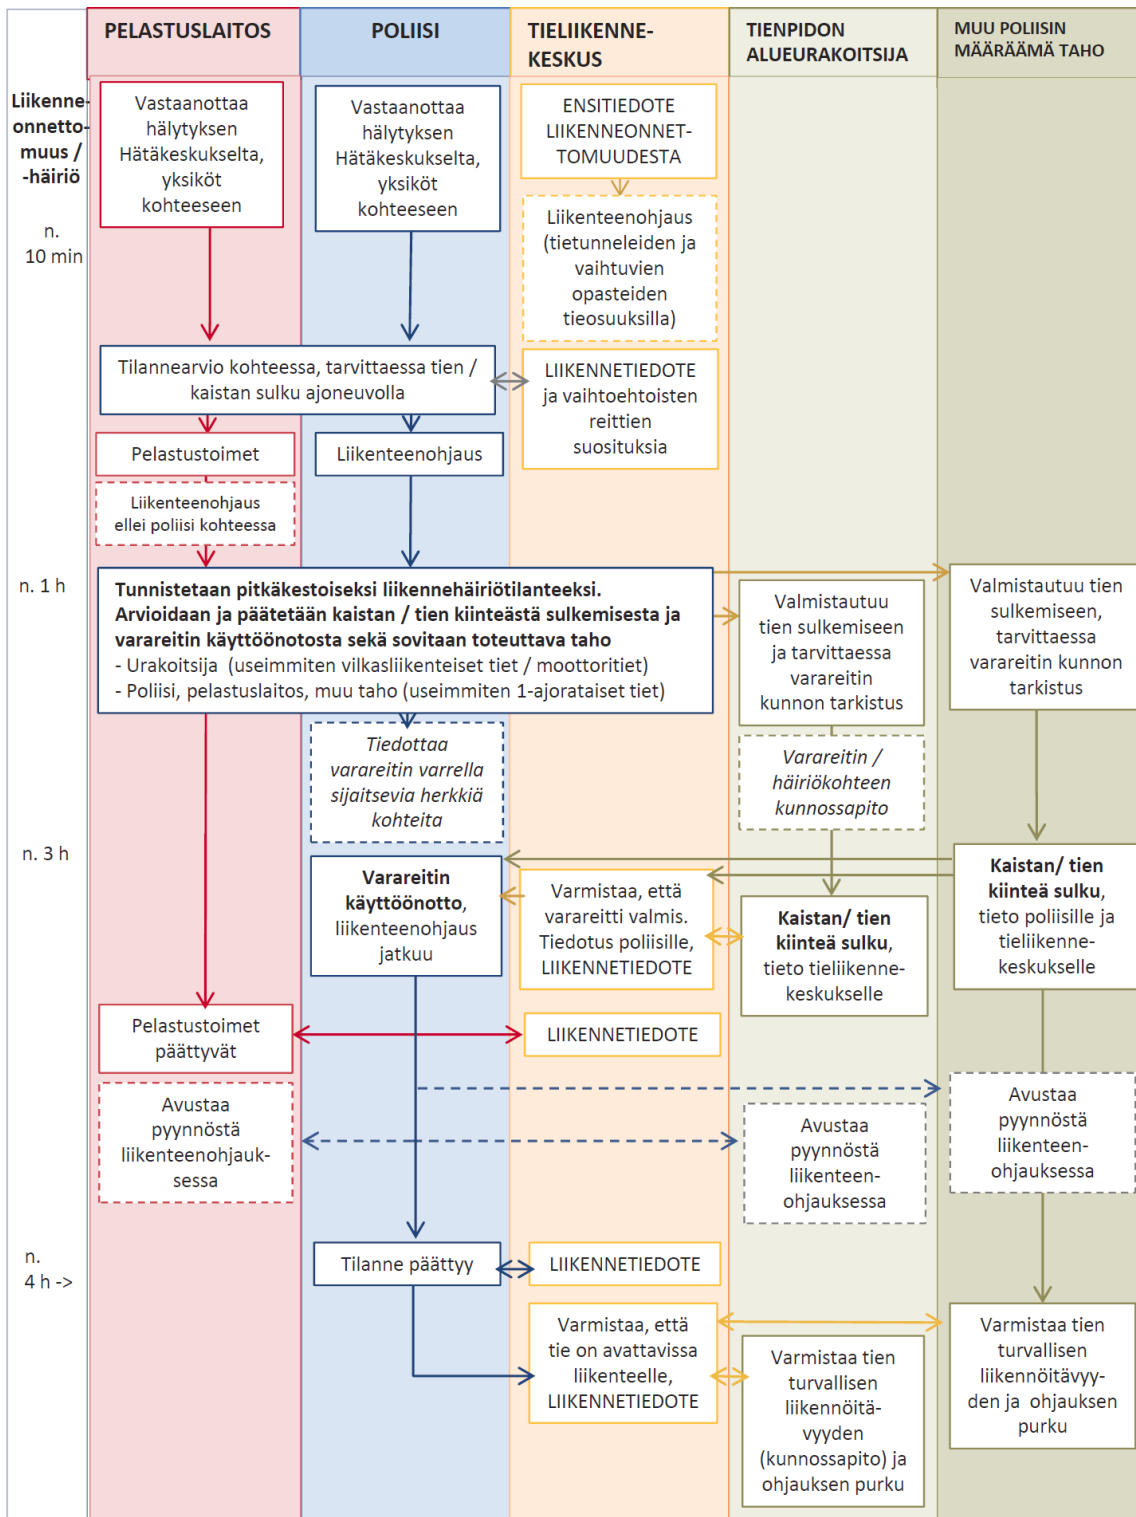 PELASTUSLAITOS
POLIISI
TIELIIKENNE-
KESKUS
TIENPIDON
ALUEURAKOITSIJA
MUU POLIISIN
MÄÄRÄÄMÄ TAHO
Liikenne-
onnetto-
muus /
-häiriö
Vastaanottaa
hälytyksen
Hätäkeskukselta,
yksiköt
kohteeseen
Vastaanottaa
hälytyksen
Hätäkeskukselta,
yksiköt
kohteeseen
ENSITIEDOTE
LIIKENNEONNET-
TOMUUDESTA
n.
10 min
Liikenteenohjaus
(tietunneleiden ja
vaihtuvien
opasteiden
tieosuuksilla)
Tilannearvio kohteessa, tarvittaessa tien /
kaistan sulku ajoneuvolla
LIIKENNETIEDOTE
ja vaihtoehtoisten
reittien
suosituksia
Pelastustoimet
Liikenteenohjaus
Liikenteenohjaus
ellei poliisi kohteessa
n. 1 h
Tunnistetaan pitkäkestoiseksi liikennehäiriötilanteeksi.
Arvioidaan ja päätetään kaistan / tien kiinteästä sulkemisesta ja
varareitin käyttöönotosta sekä sovitaan toteuttava taho
- Urakoitsija (useimmiten vilkasliikenteiset tiet / moottoritiet)
- Poliisi, pelastuslaitos, muu taho (useimmiten 1-ajorataiset tiet)
Valmistautuu
tien sulkemiseen
ja tarvittaessa
varareitin
kunnon tarkistus
Valmistautuu tien
sulkemiseen,
tarvittaessa
varareitin kunnon
tarkistus
Tiedottaa
varareitin varrella
sijaitsevia herkkiä
kohteita
Varareitin /
häiriökohteen
kunnossapito
n. 3 h
Varareitin
käyttöönotto,
liikenteenohjaus
jatkuu
Varmistaa, että
varareitti valmis.
Tiedotus poliisille,
LIIKENNETIEDOTE
Kaistan/ tien
kiinteä sulku,
tieto tieliikenne-
keskukselle
Kaistan/ tien
kiinteä sulku,
tieto poliisille ja
tieliikenne-
keskukselle
Pelastustoimet
päättyvät
LIIKENNETIEDOTE
Avustaa
pyynnöstä
liikenteenohjauk-
sessa
Avustaa
pyynnöstä
liikenteen-
ohjauksessa
Avustaa
pyynnöstä
liikenteen-
ohjauksessa
n.
4 h ->
Tilanne päättyy
LIIKENNETIEDOTE
Varmistaa, että
tie on avattavissa
liikenteelle,
LIIKENNETIEDOTE
Varmistaa tien
turvallisen
liikennöitä-
vyyden
(kunnossapito) ja
ohjauksen purku
Varmistaa tien
turvallisen
liikennöitävyy-
den ja ohjauksen
purku